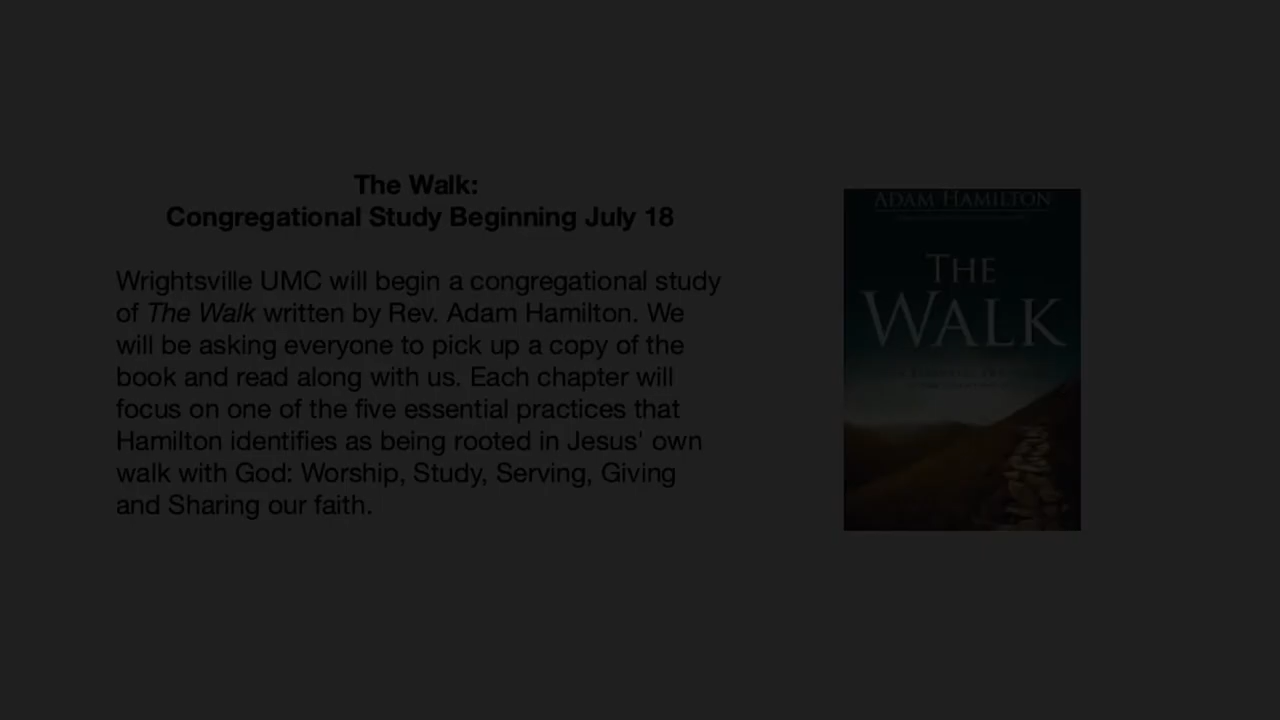 The Walk:
Congregational Study Beginning July 18
Wrightsville UMC will begin a congregational study
of The Walk written by Rev. Adam Hamilton. We
will be asking everyone to pick up a copy of the
book and read along with us. Each chapter will
focus on one of the five essential practices that
Hamilton identifies as being rooted in Jesus' own
walk with God: Worship, Study, Serving, Giving
and Sharing our faith.
ADAM HAMILTON
THE
WALK